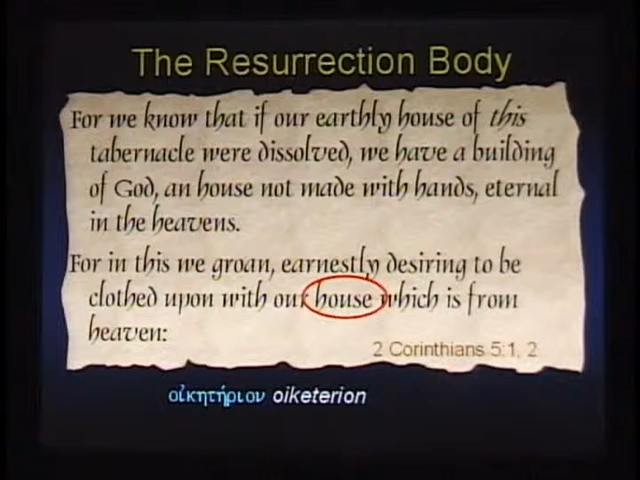 The Resurrection Body
For we know that if our earthly house of this
tabernacle were dissolved, we have a building
of God, an house not made with hands, eternal
in the heavens.
For in this we groan, earnestly desiring to be
clothed upon with our house which is from
heaven:
2 Corinthians 5:1, 2
οἰκητήριον oiketerion